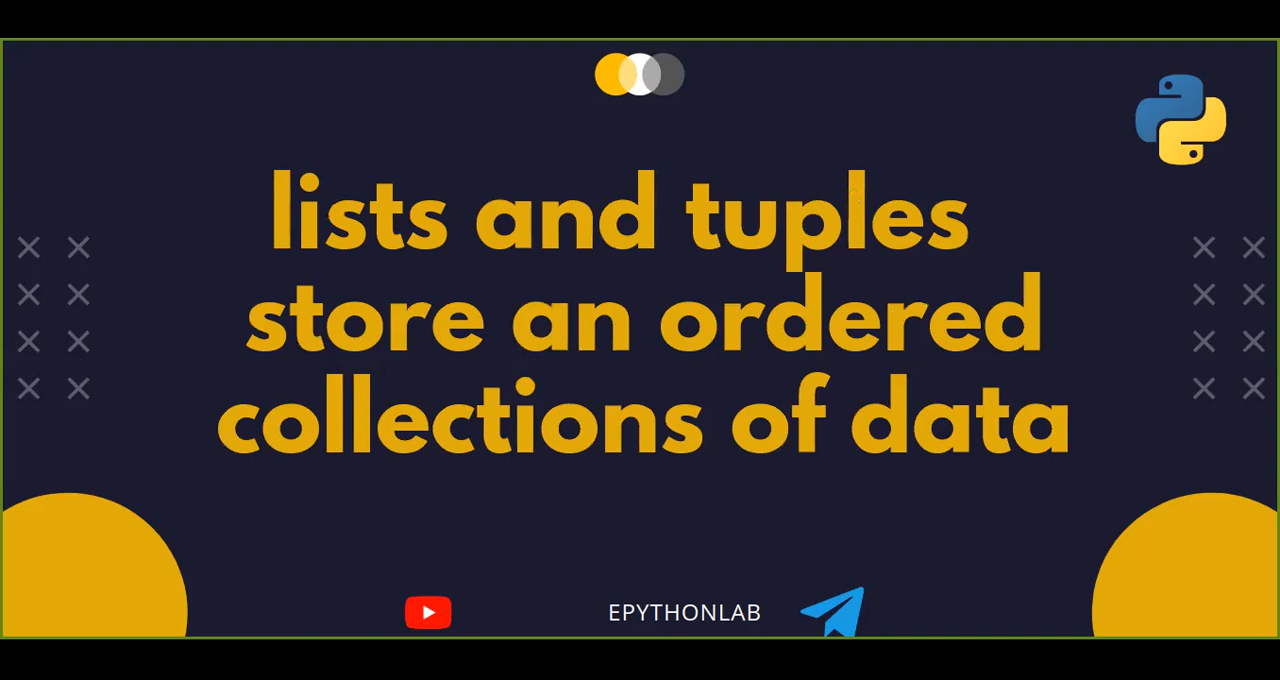 lists and tuples
store an ordered
collections of data
EPYTHONLAB